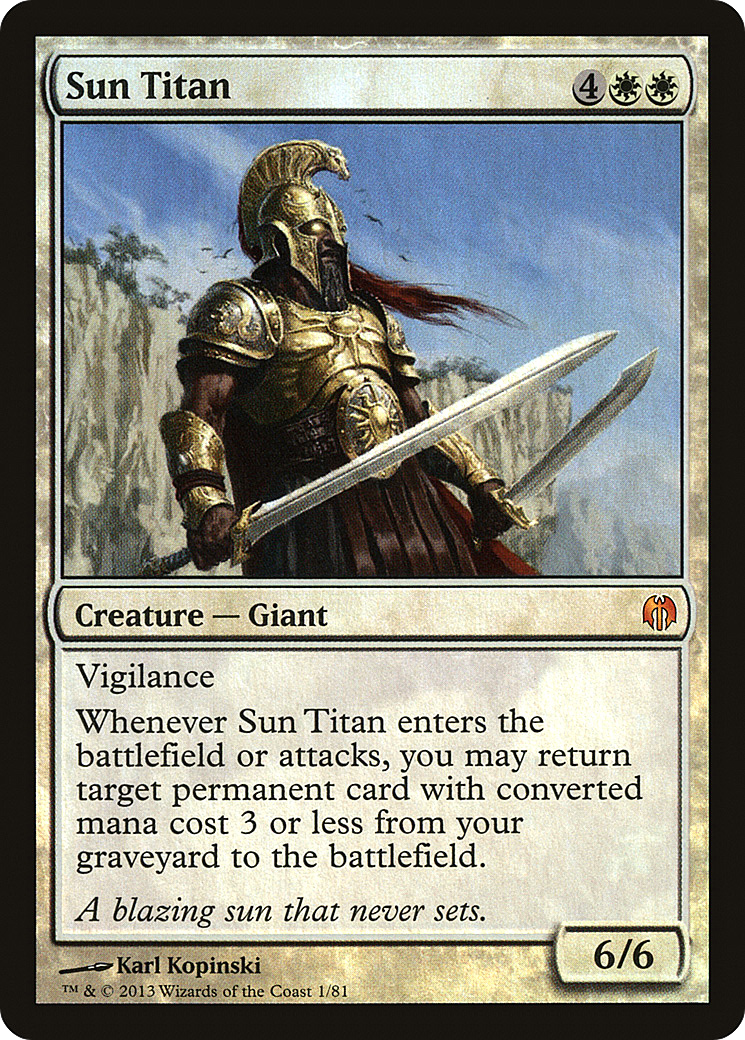 Sun Titan 4
Creature — Giant
Vigilance
Whenever Sun Titan enters the
battlefield or attacks, you may return
target permanent card with converted
mana cost 3 or less from your
graveyard to the battlefield.
A blazing sun that never sets.
6/6
Karl Kopinski
™ & © 2013 Wizards of the Coast 1/81